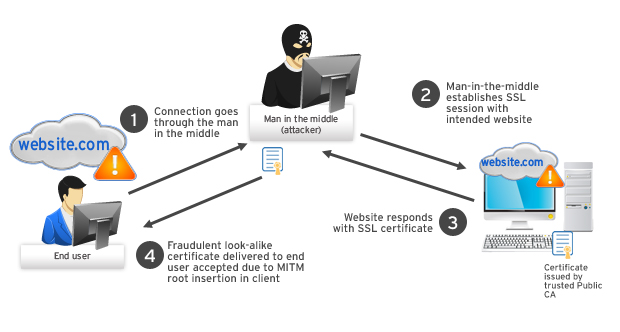 1
Connection goes
through the man
in the middle
Man in the middle
(attacker)
2
Man-in-the-middle
establishes SSL
session with
intended website
website.com
website.com
End user
4
Fraudulent look-alike
certificate delivered to end
user accepted due to MITM
root insertion in client
Website responds
with SSL certificate
3
Certificate
issued by
trusted Public
CA